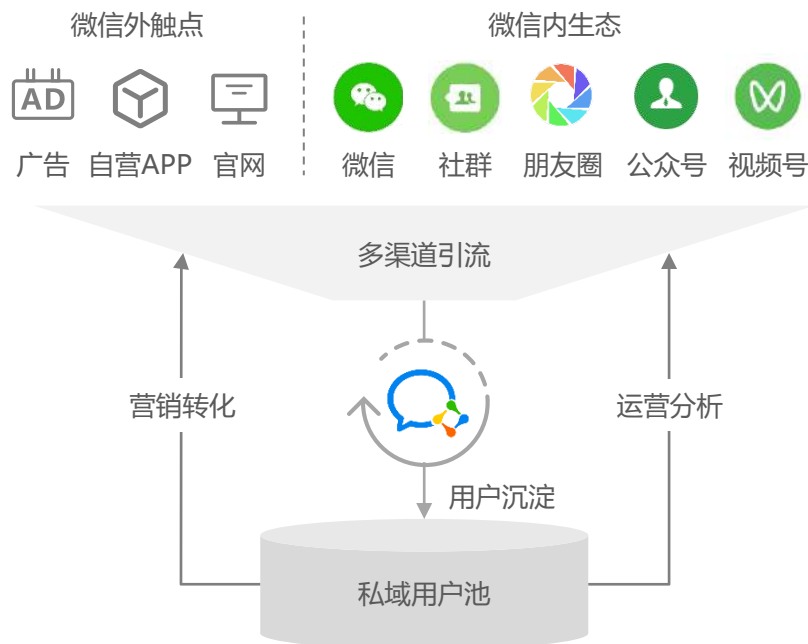 微信外触点
微信内生态
AD
广告
自营APP
官网
微信
社群
朋友圈
公众号
视频号
多渠道引流
营销转化
运营分析
用户沉淀
私域用户池